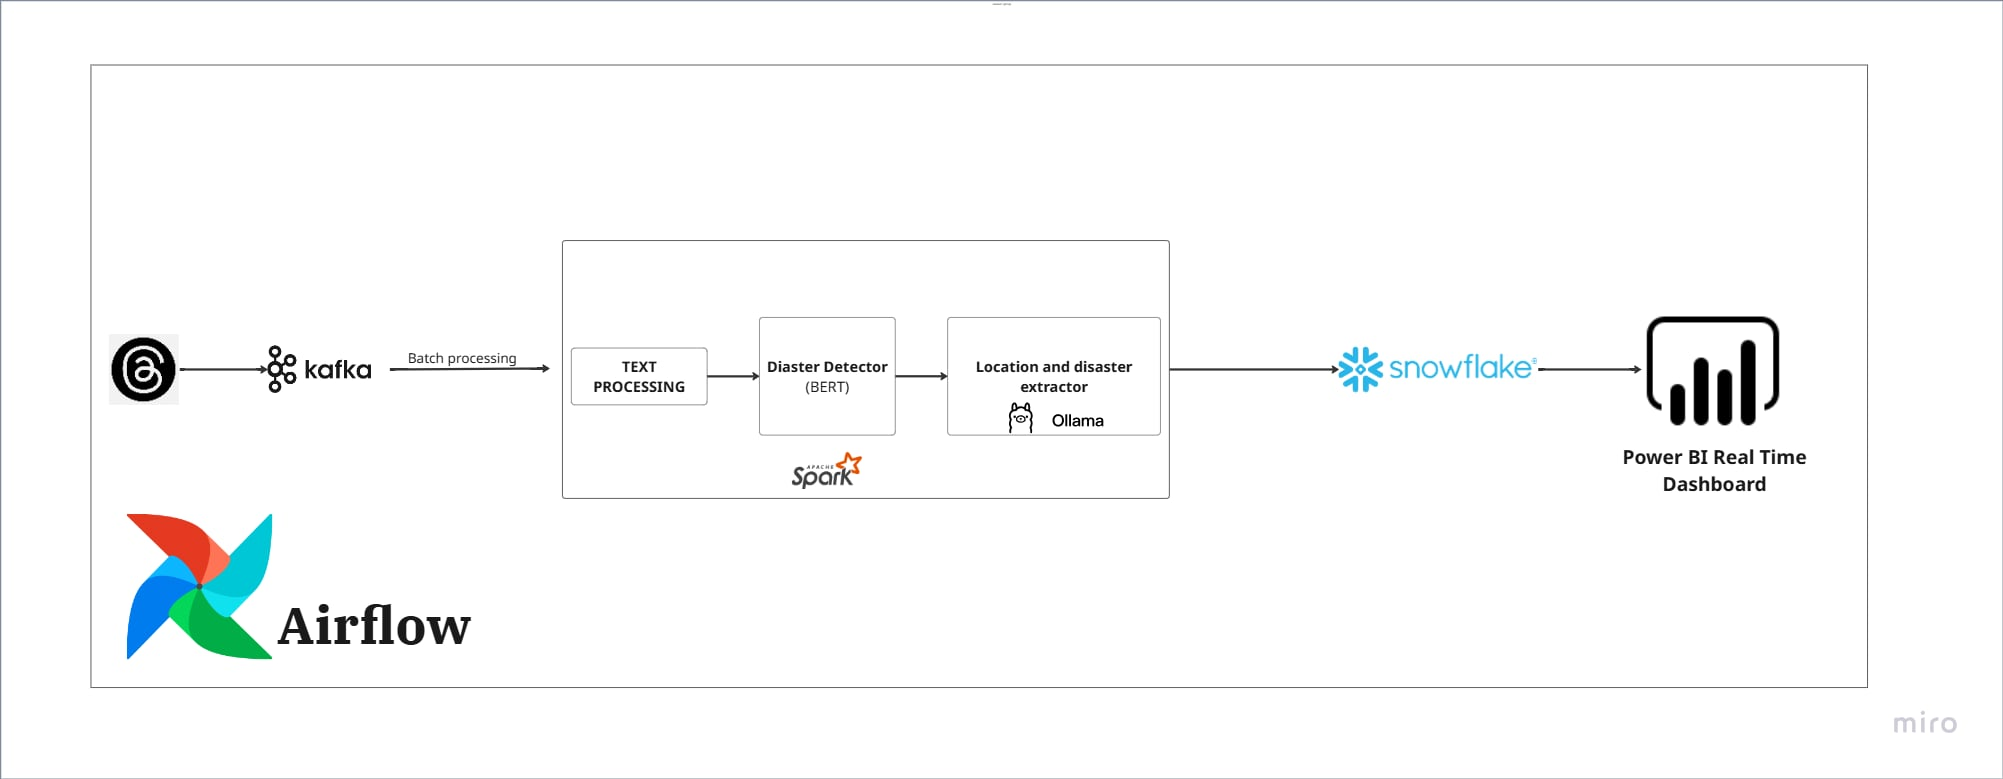 kafka
Batch processing
TEXT
PROCESSING
Diaster Detector
(BERT)
Location and disaster
extractor
Ollama
APACHE
Spark
snowflake®
Power BI Real Time
Dashboard
Airflow
miro